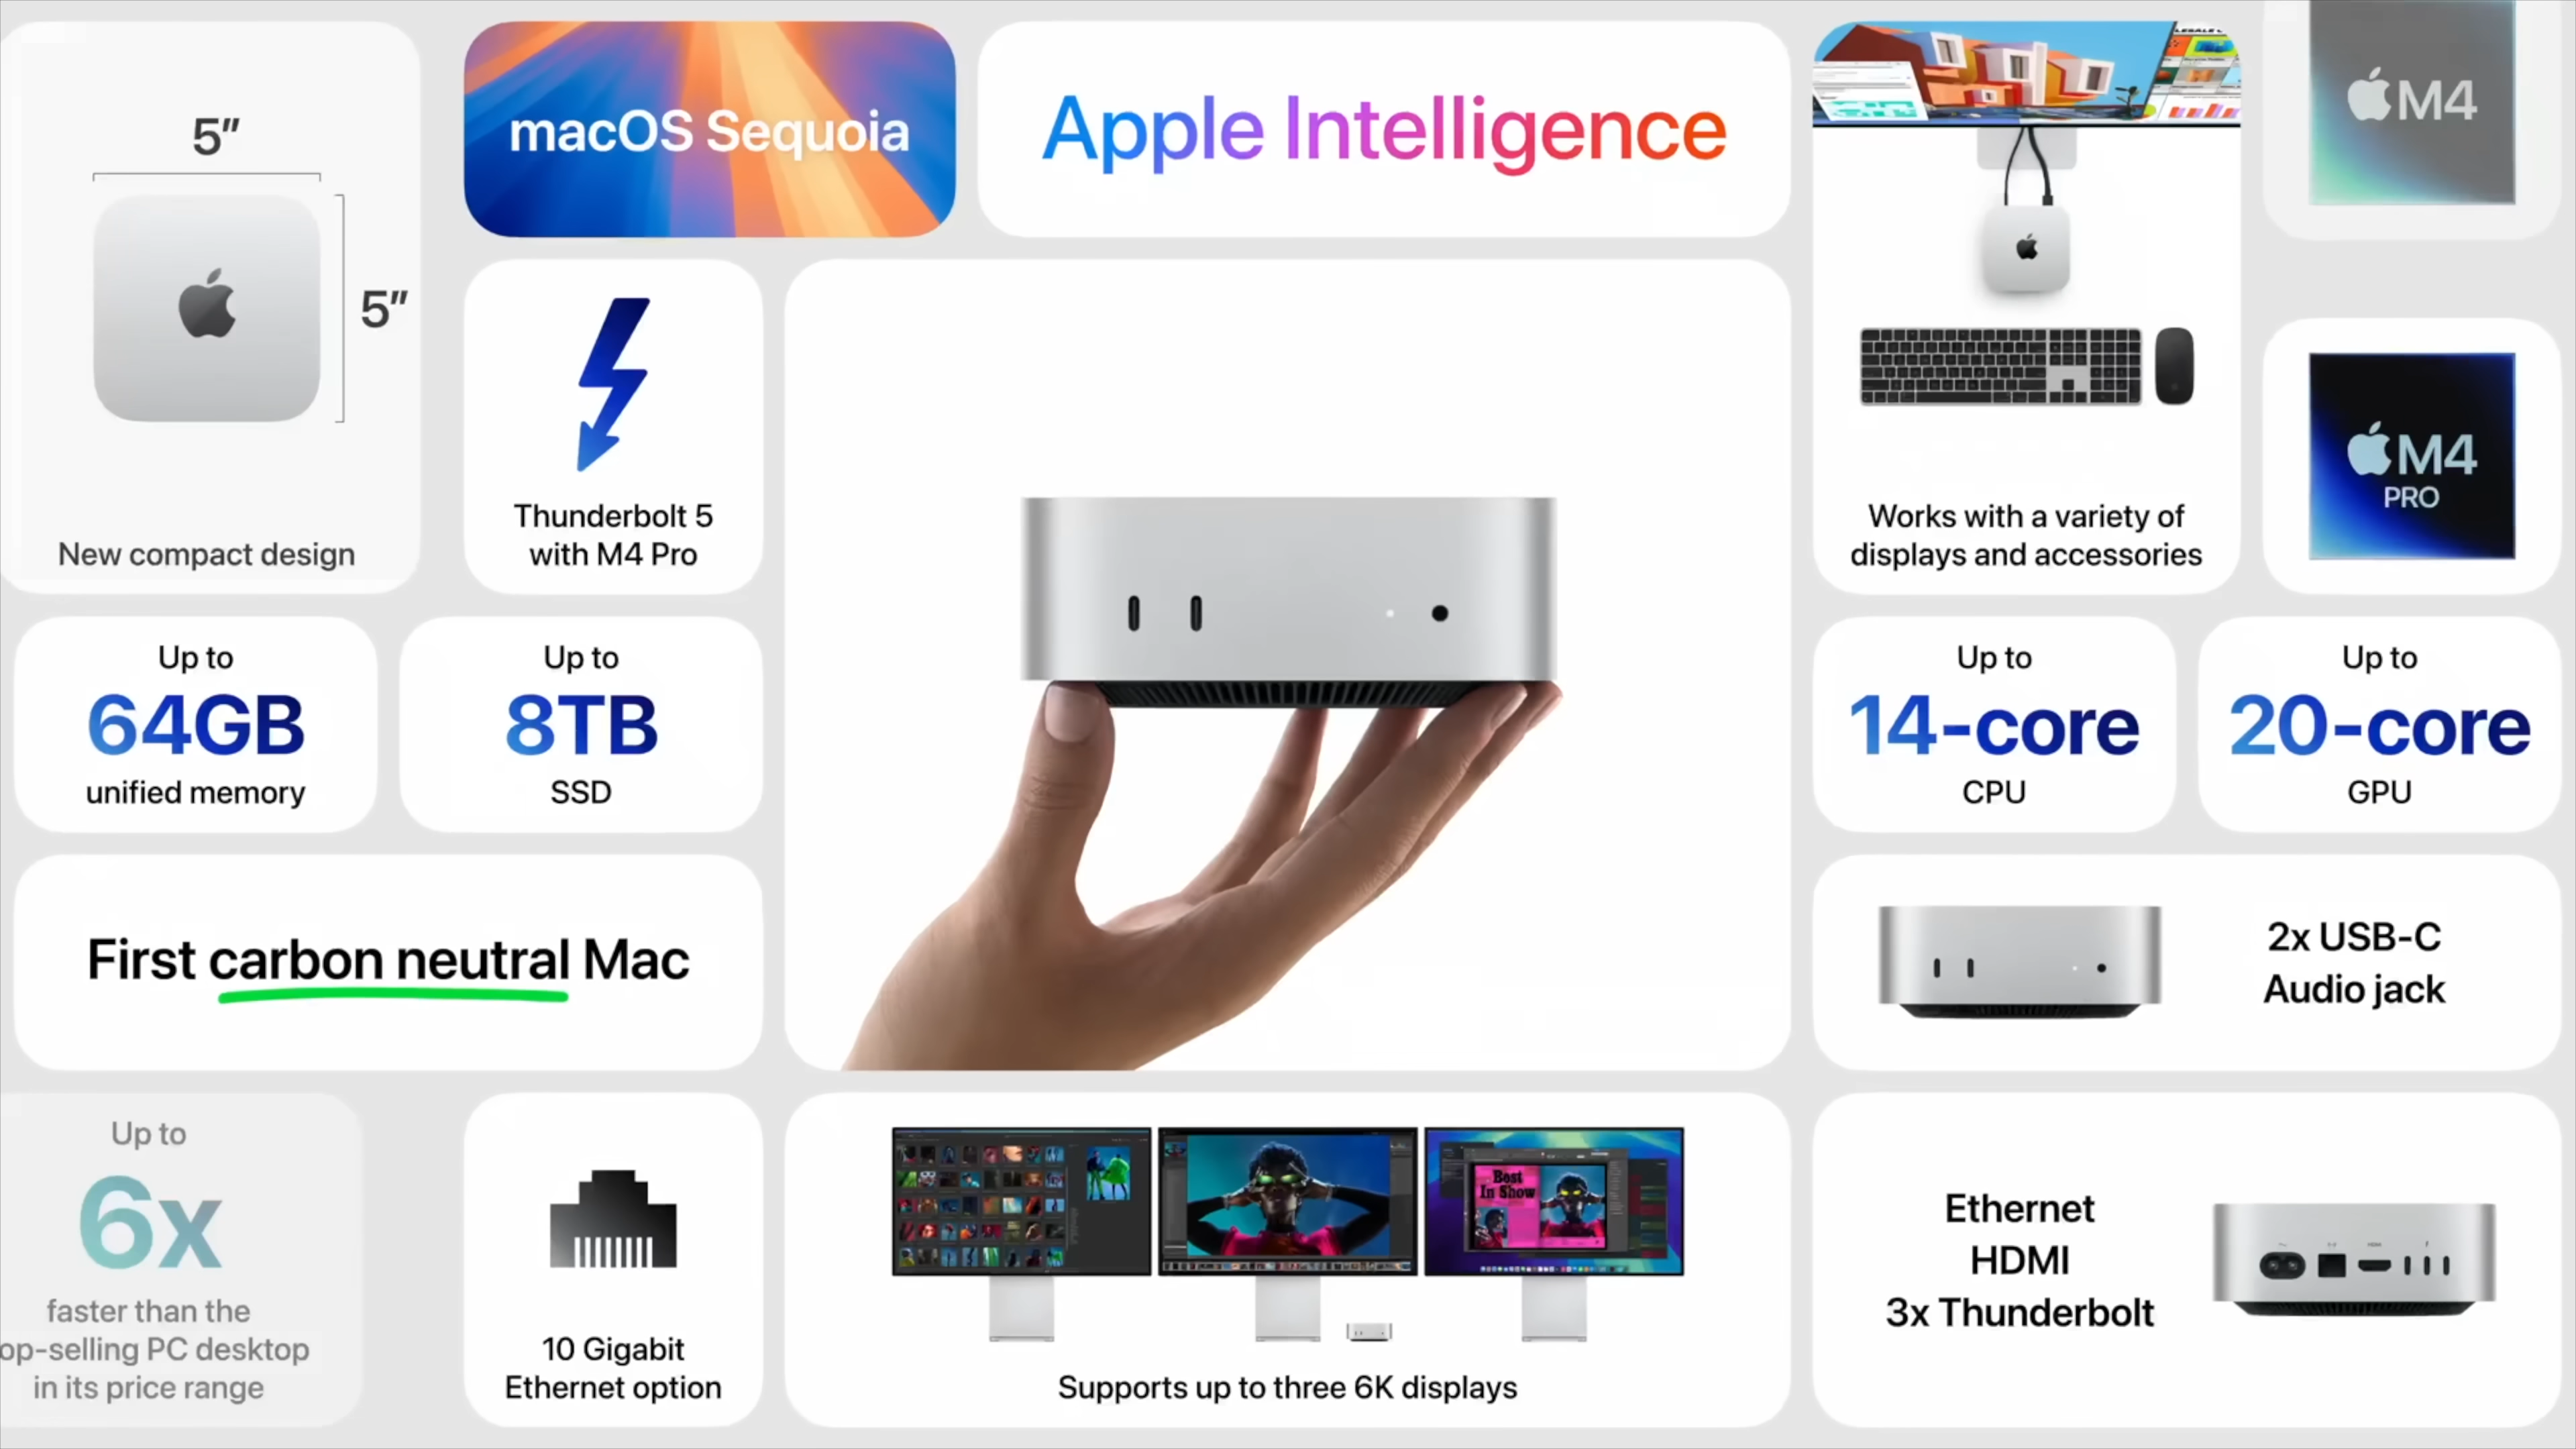 5″
5″
New compact design
macOS Sequoia
Apple Intelligence
Thunderbolt 5
with M4 Pro
Works with a variety of
displays and accessories
M4
M4
PRO
Up to
64GB
unified memory
Up to
8TB
SSD
Up to
14-core
CPU
Up to
20-core
GPU
First carbon neutral Mac
2x USB-C
Audio jack
Up to
6x
faster than the
op-selling PC desktop
in its price range
10 Gigabit
Ethernet option
Best
In Show
Supports up to three 6K displays
Ethernet
HDMI
3x Thunderbolt